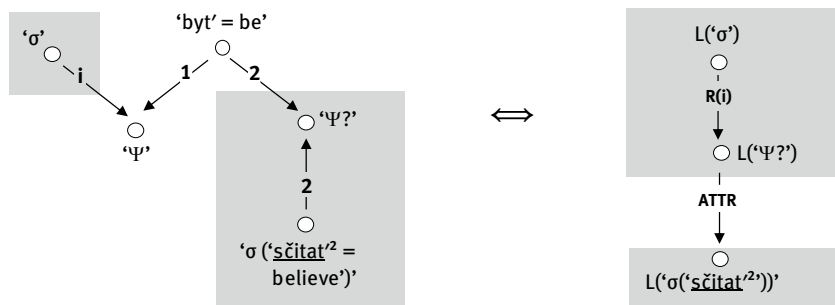 ‘byt′ = be’
‘σ’
i
1
2
‘Ψ’
‘Ψ?’
2
‘σ (‘sčitat′² =
believe’)’
⇔
L(‘σ’)
R(i)
L(‘Ψ?’)
ATTR
L(‘σ(‘sčitat′²’))’